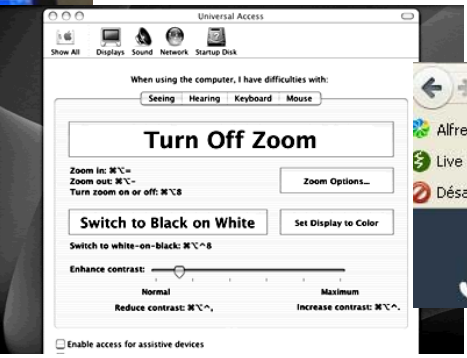 Universal Access
Show All Displays Sound Network Startup Disk
When using the computer, I have difficulties with:
Seeing Hearing Keyboard Mouse
Turn Off Zoom
Zoom in: ⌘⌥=
Zoom out: ⌘⌥-
Turn zoom on or off: ⌘⌥8
Zoom Options...
Switch to Black on White
Set Display to Color
Switch to white-on-black: ⌘⌥^8
Enhance contrast:
Normal Maximum
Reduce contrast: ⌘⌥^, Increase contrast: ⌘⌥^.
Enable access for assistive devices
Alfre
Live
Désa